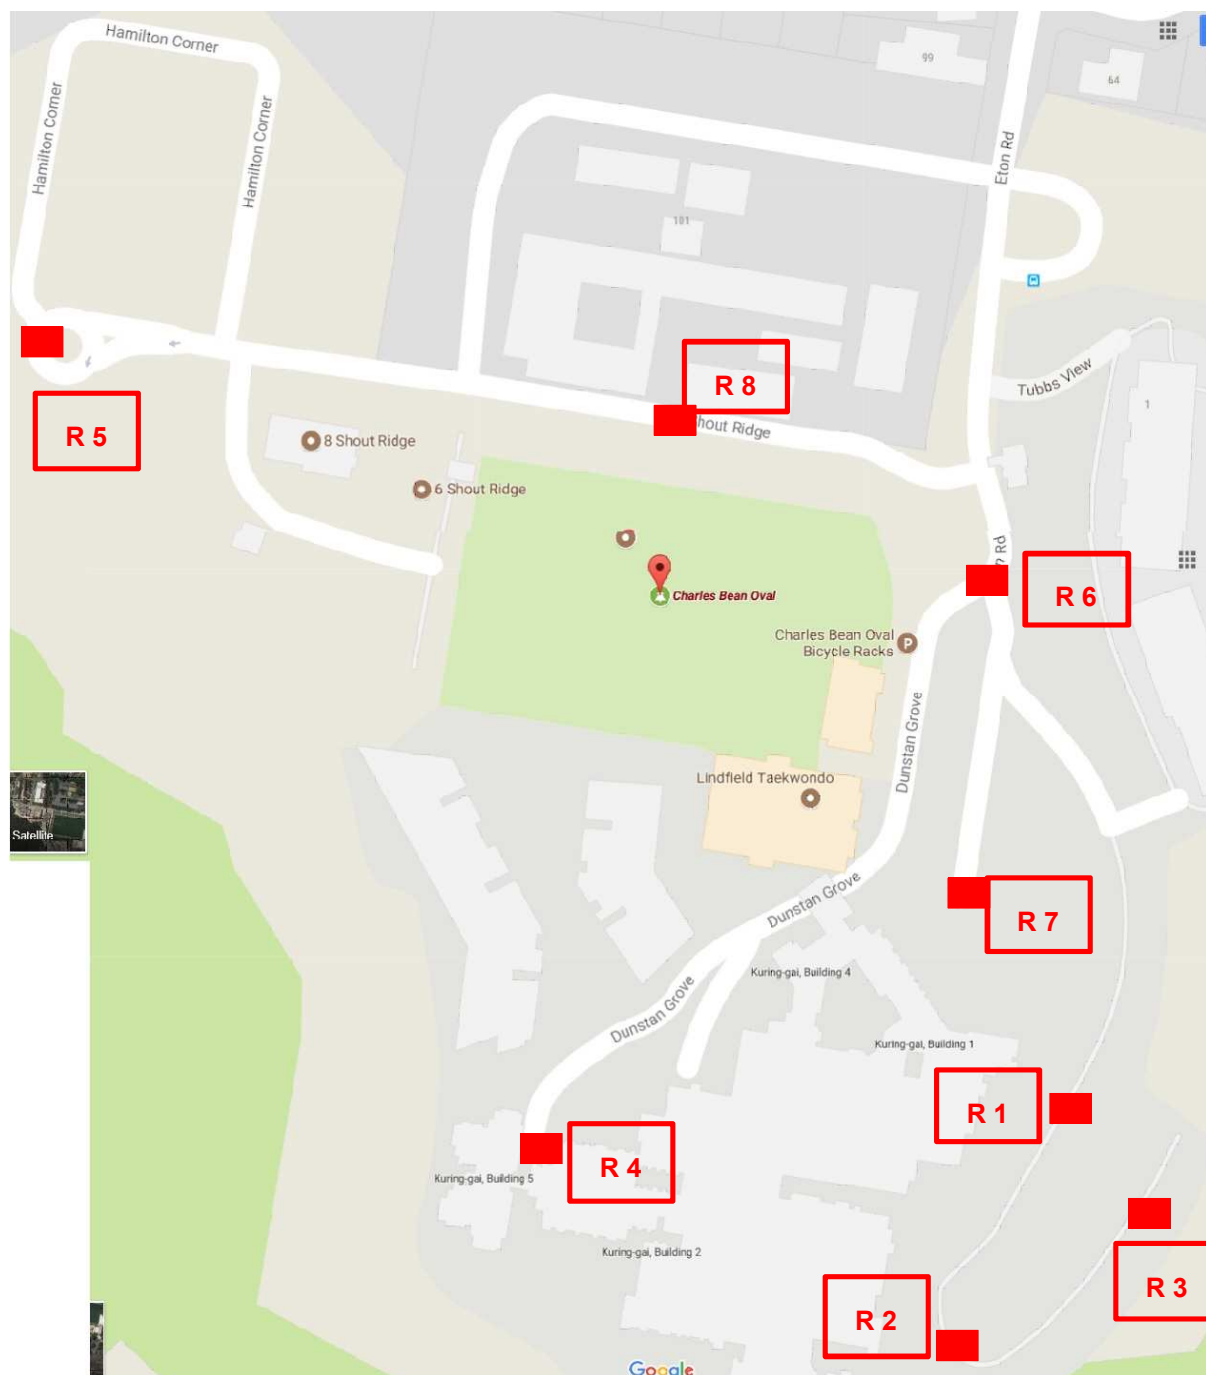 Hamilton Corner
99
64
Hamilton Corner
Hamilton Corner
Eton Rd
101
Tubbs View
1
R 8
hout Ridge
R 5
8 Shout Ridge
6 Shout Ridge
Rd
R 6
Charles Bean Oval
Charles Bean Oval
Bicycle Racks
P
Dunstan Grove
Lindfield Taekwondo
Satellite
Dunstan Grove
R 7
Kuring-gai, Building 4
Dunstan Grove
Kuring-gai, Building 1
R 1
R 4
Kuring-gai, Building 5
Kuring-gai, Building 2
R 3
R 2
Google